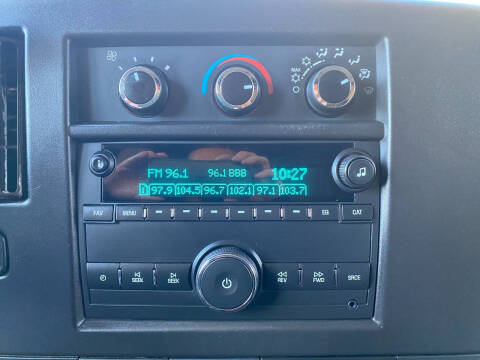 MAX
FM 96.1 96.1 BBB 10:27
97.9 104.5 96.7 102.1 97.1 103.7
FAV MENU CAT
SEEK SEEK REV FWD SRCE